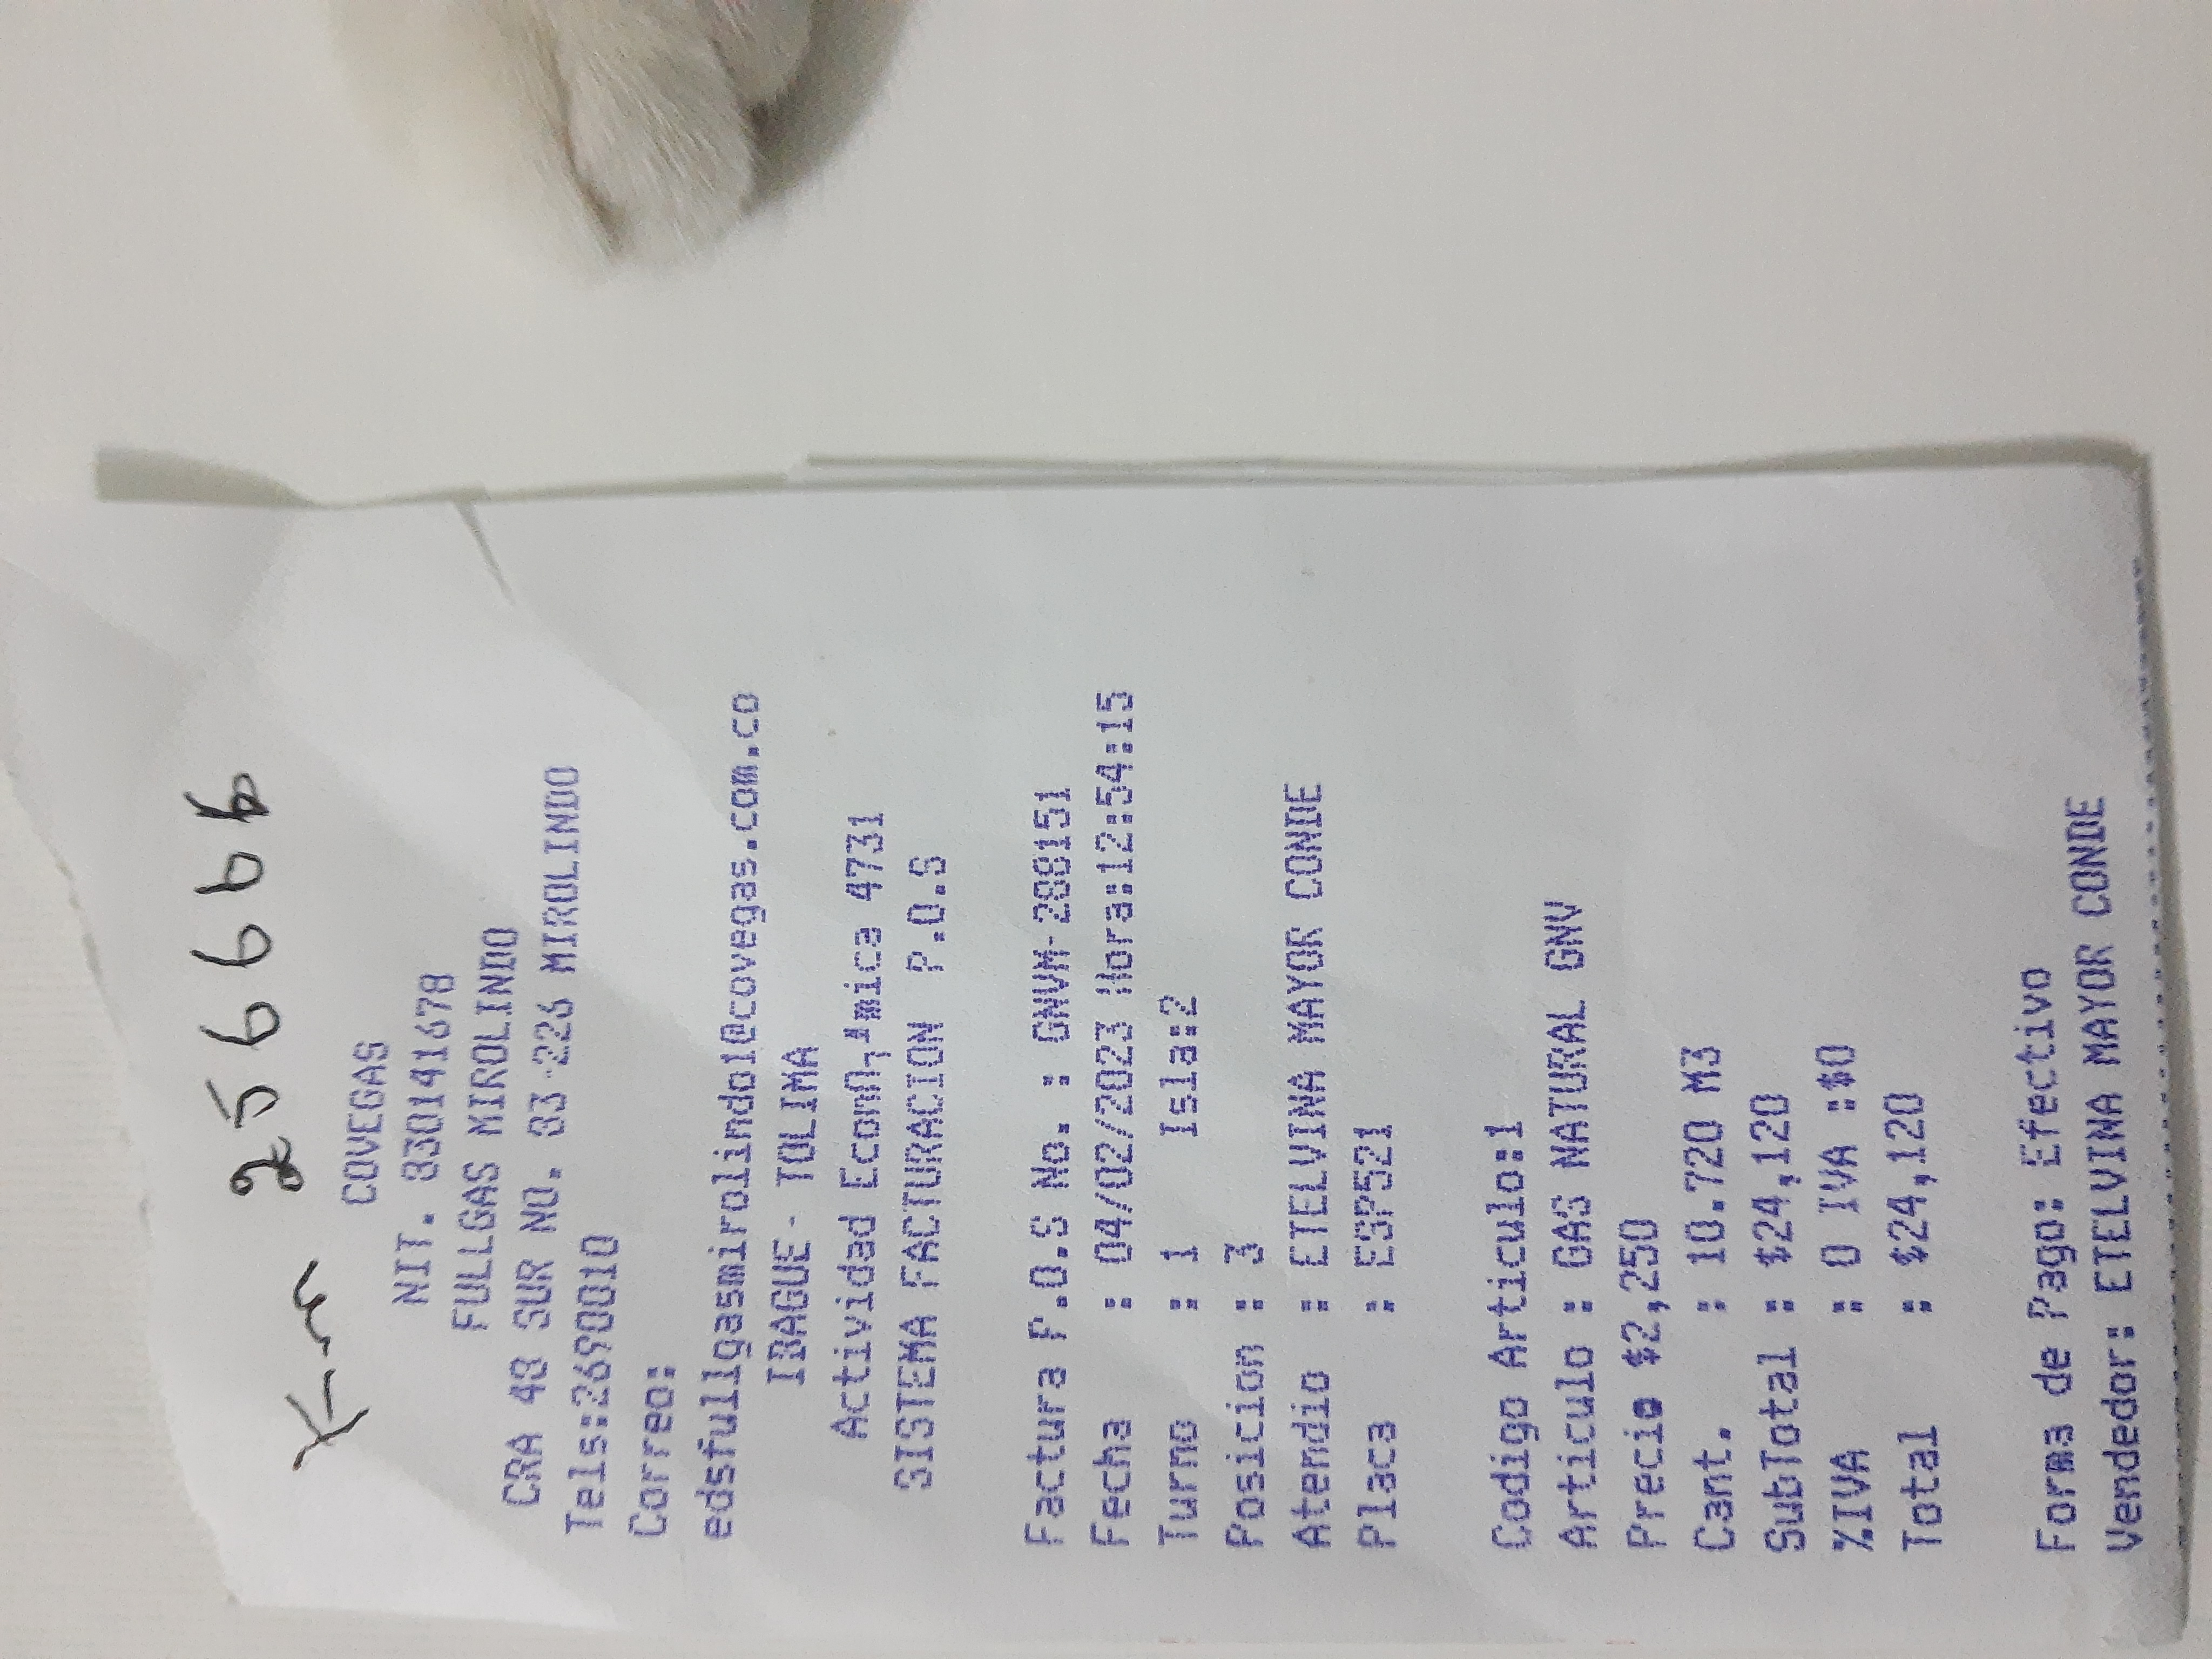 Km 256666
COVEGAS
NIT. 830141678
FULLGAS MIROLINDO
CRA 48 SUR NO. 83-226 MIROLINDO
Tels:2690010
Correo:
edsfullgasmirolindo1@covegas.com.co
IBAGUE - TOLIMA
Actividad 4731
SISTEMA FACTURACION P.O.S
Factura P.O.S No. : GNVM-288151
Fecha : 04/02/2023 Hora:12:54:15
Turno : 1 Isla:2
Posicion : 3
Atendio : ETELVINA MAYOR CONDE
Placa : ESP521
Codigo Articulo:1
Articulo : GAS NATURAL GNV
Precio $2,250
Cant. : 10.720 M3
SubTotal : $24,120
%IVA : 0 IVA :$0
Total : $24,120
Forma de Pago: Efectivo
Vendedor: ETELVINA MAYOR CONDE